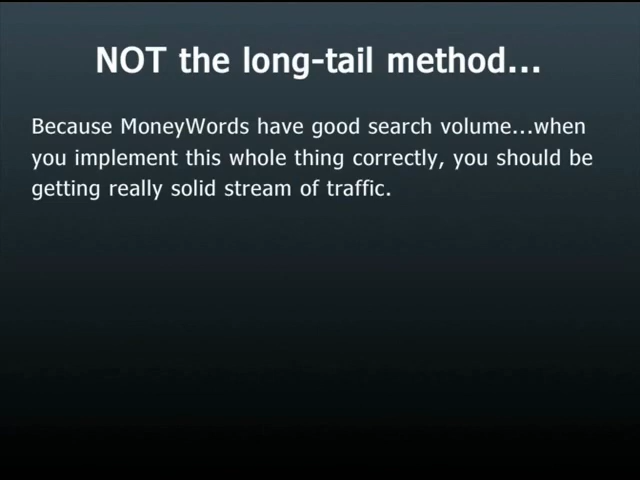 NOT the long-tail method...
Because MoneyWords have good search volume...when
you implement this whole thing correctly, you should be
getting really solid stream of traffic.